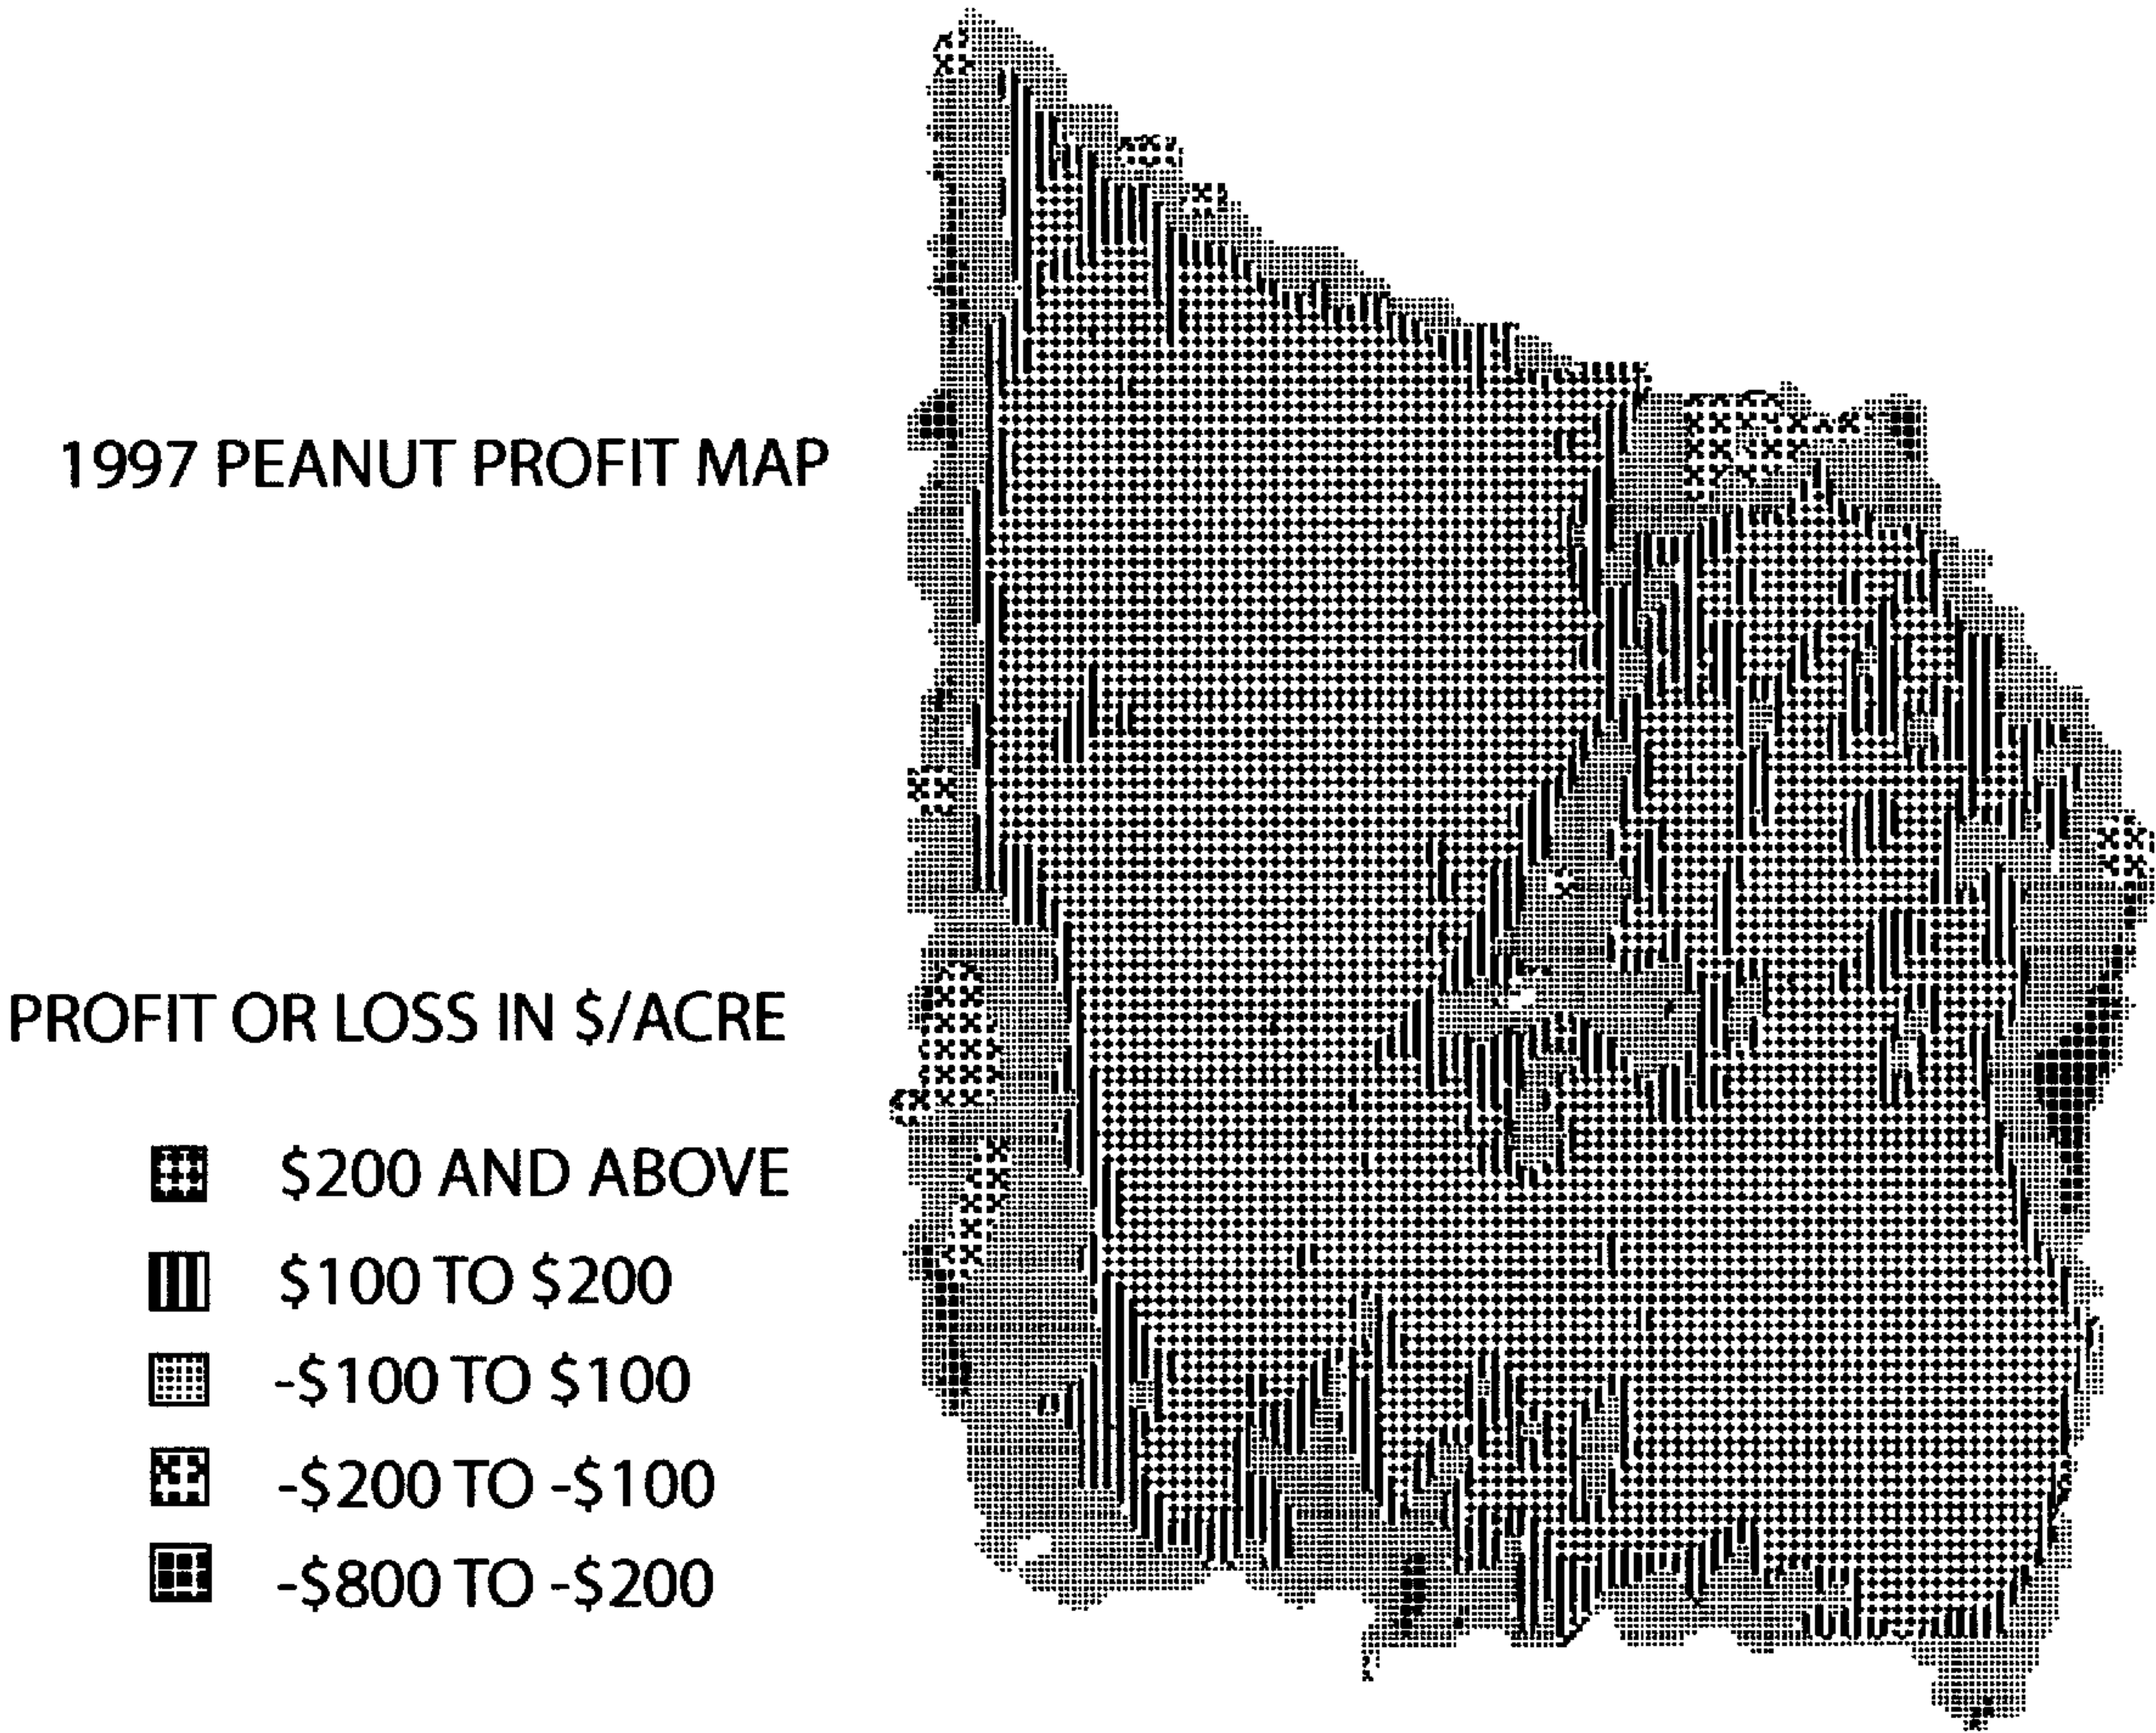 1997 PEANUT PROFIT MAP
PROFIT OR LOSS IN $/ACRE
$200 AND ABOVE
$100 TO $200
-$100 TO $100
-$200 TO -$100
-$800 TO -$200